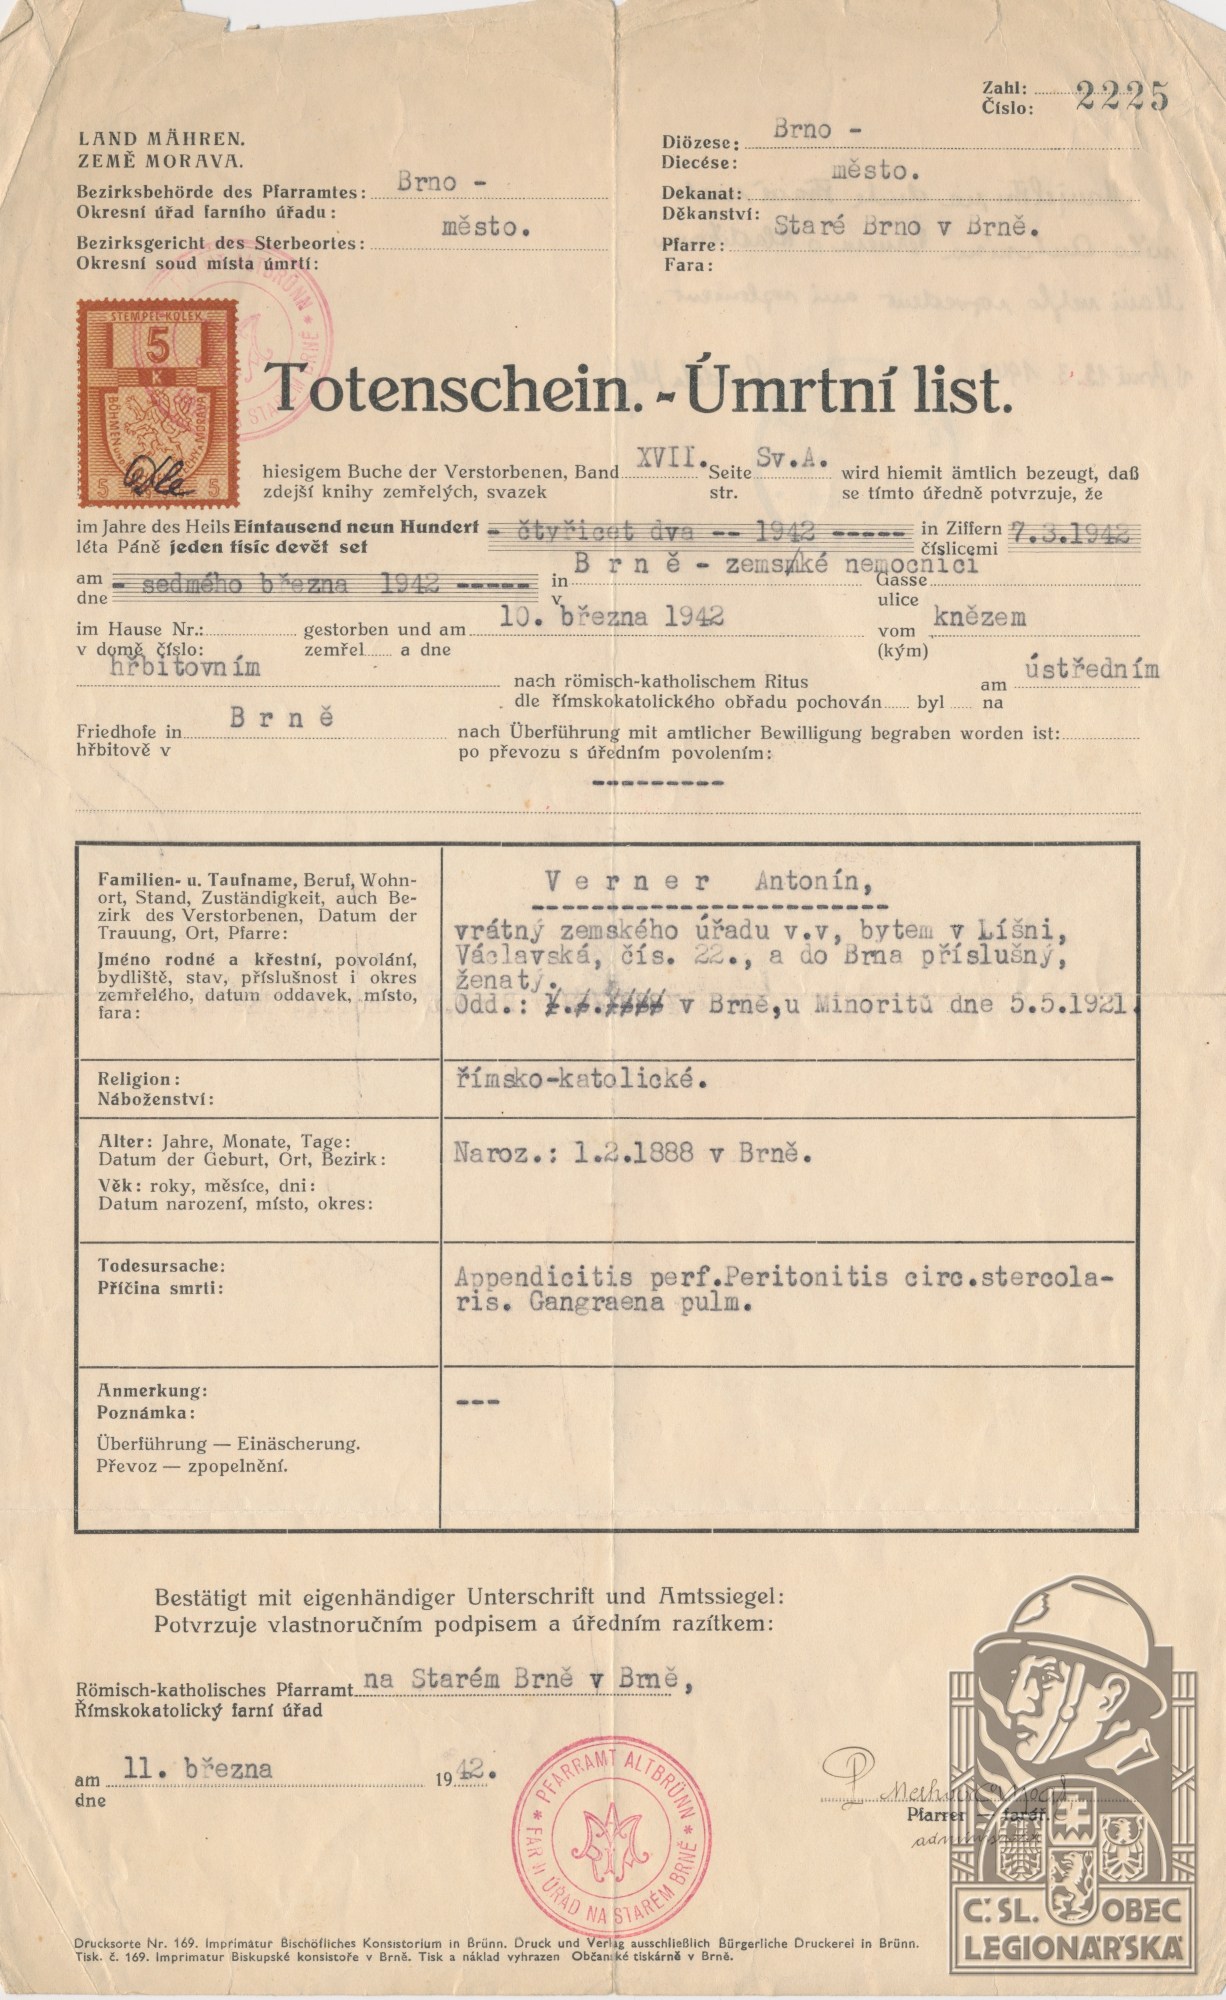 Zahl: 2225
Číslo:
LAND MÄHREN.
ZEMĚ MORAVA.
Bezirksbehörde des Pfarramtes: Brno -
Okresní úřad farního úřadu: město.
Bezirksgericht des Sterbeortes:
Okresní soud místa úmrtí:
Diözese: Brno -
Diecése: město.
Dekanat:
Děkanství: Staré Brno v Brně.
Pfarre:
Fara:
STEMPEL-KOLEK
5
K
BÖHMEN UND
5 5
Totenschein. - Úmrtní list.
hiesigem Buche der Verstorbenen, Band XVII. Seite Sv.A. wird hiemit ämtlich bezeugt, daß
zdejší knihy zemřelých, svazek str. se tímto úředně potvrzuje, že
im Jahre des Heils Eintausend neun Hundert - čtyřicet dva -- 1942 ----- in Ziffern 7.3.1942
léta Páně jeden tisíc devět set číslicemi
am - sedmého března 1942 ----- in Brně - zemské nemocnici Gasse
dne v ulice
im Hause Nr.: gestorben und am 10. března 1942 vom knězem
v domě číslo: zemřel a dne (kým)
hřbitovním nach römisch-katholischem Ritus am ústředním
dle římskokatolického obřadu pochován byl na
Friedhofe in Brně nach Überführung mit amtlicher Bewilligung begraben worden ist:
hřbitově v po převozu s úředním povolením:
---------
Familien- u. Taufname, Beruf, Wohn-
ort, Stand, Zuständigkeit, auch Be-
zirk des Verstorbenen, Datum der
Trauung, Ort, Pfarre:
Jméno rodné a křestní, povolání,
bydliště, stav, příslušnost i okres
zemřelého, datum oddavek, místo,
fara:
Verner Antonín,
vrátný zemského úřadu v.v, bytem v Líšni,
Václavská, čís. 22., a do Brna příslušný,
ženatý.
Odd.: v Brně,u Minoritů dne 5.5.1921.
Religion:
Náboženství:
římsko-katolické.
Alter: Jahre, Monate, Tage:
Datum der Geburt, Ort, Bezirk:
Věk: roky, měsíce, dni:
Datum narození, místo, okres:
Naroz.: 1.2.1888 v Brně.
Todesursache:
Příčina smrti:
Appendicitis perf.Peritonitis circ.stercola-
ris. Gangraena pulm.
Anmerkung:
Poznámka:
Überführung — Einäscherung.
Převoz — zpopelnění.
---
Bestätigt mit eigenhändiger Unterschrift und Amtssiegel:
Potvrzuje vlastnoručním podpisem a úředním razítkem:
Römisch-katholisches Pfarramt na Starém Brně v Brně,
Římskokatolický farní úřad
am 11. března 1942.
dne
PFARRAMT ALTBRÜNN
ÚŘAD NA STARÉM BRNĚ
Pfarrer — farář.
Drucksorte Nr. 169. Imprimatur Bischöfliches Konsistorium in Brünn. Druck und Verlag ausschließlich Bürgerliche Druckerei in Brünn.
Tisk. č. 169. Imprimatur Biskupské konsistoře v Brně. Tisk a náklad vyhrazen Občanské tiskárně v Brně.
Č.SL. OBEC
LEGIONÁŘSKÁ